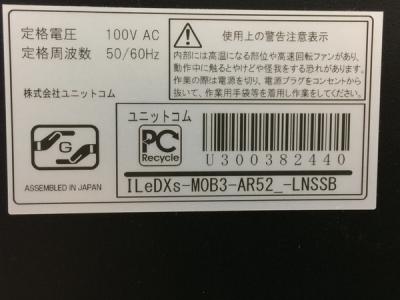 定格電圧 100V AC
定格周波数 50/60Hz
株式会社ユニットコム
使用上の警告注意表示
内部には高温になる部位や高速回転ファンがあり、
動作中に触るとやけどや怪我をする恐れがあります。
作業の際は電源を切り、電源プラグをコンセントから
抜いて、作業用手袋等を着用し作業をしてください。
G
ASSEMBLED IN JAPAN
ユニットコム
PC
Recycle
U300382440
ILeDXs-M0B3-AR52_-LNSSB